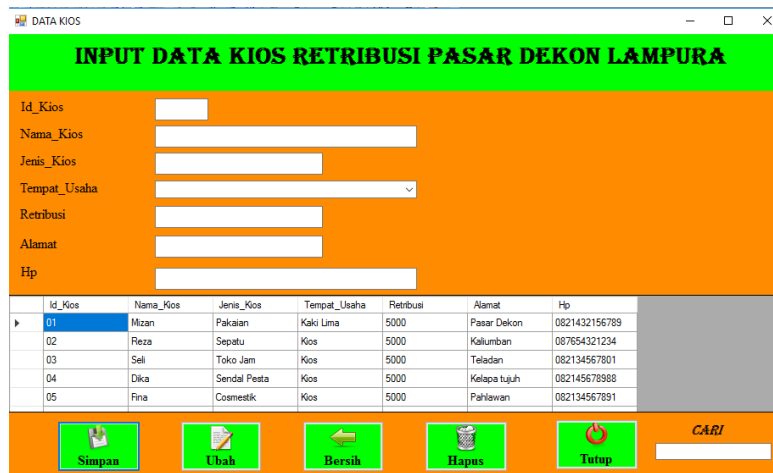 DATA KIOS
INPUT DATA KIOS RETRIBUSI PASAR DEKON LAMPURA
Id_Kios
Nama_Kios
Jenis_Kios
Tempat_Usaha
Retribusi
Alamat
Hp
Id_Kios Nama_Kios Jenis_Kios Tempat_Usaha Retribusi Alamat Hp
01 Mizan Pakaian Kaki Lima 5000 Pasar Dekon 0821432156789
02 Reza Sepatu Kios 5000 Kaliumban 087654321234
03 Seli Toko Jam Kios 5000 Teladan 082134567801
04 Dika Sendal Pesta Kios 5000 Kelapa tujuh 082145678988
05 Fina Cosmestik Kios 5000 Pahlawan 082134567891
Simpan Ubah Bersih Hapus Tutup CARI